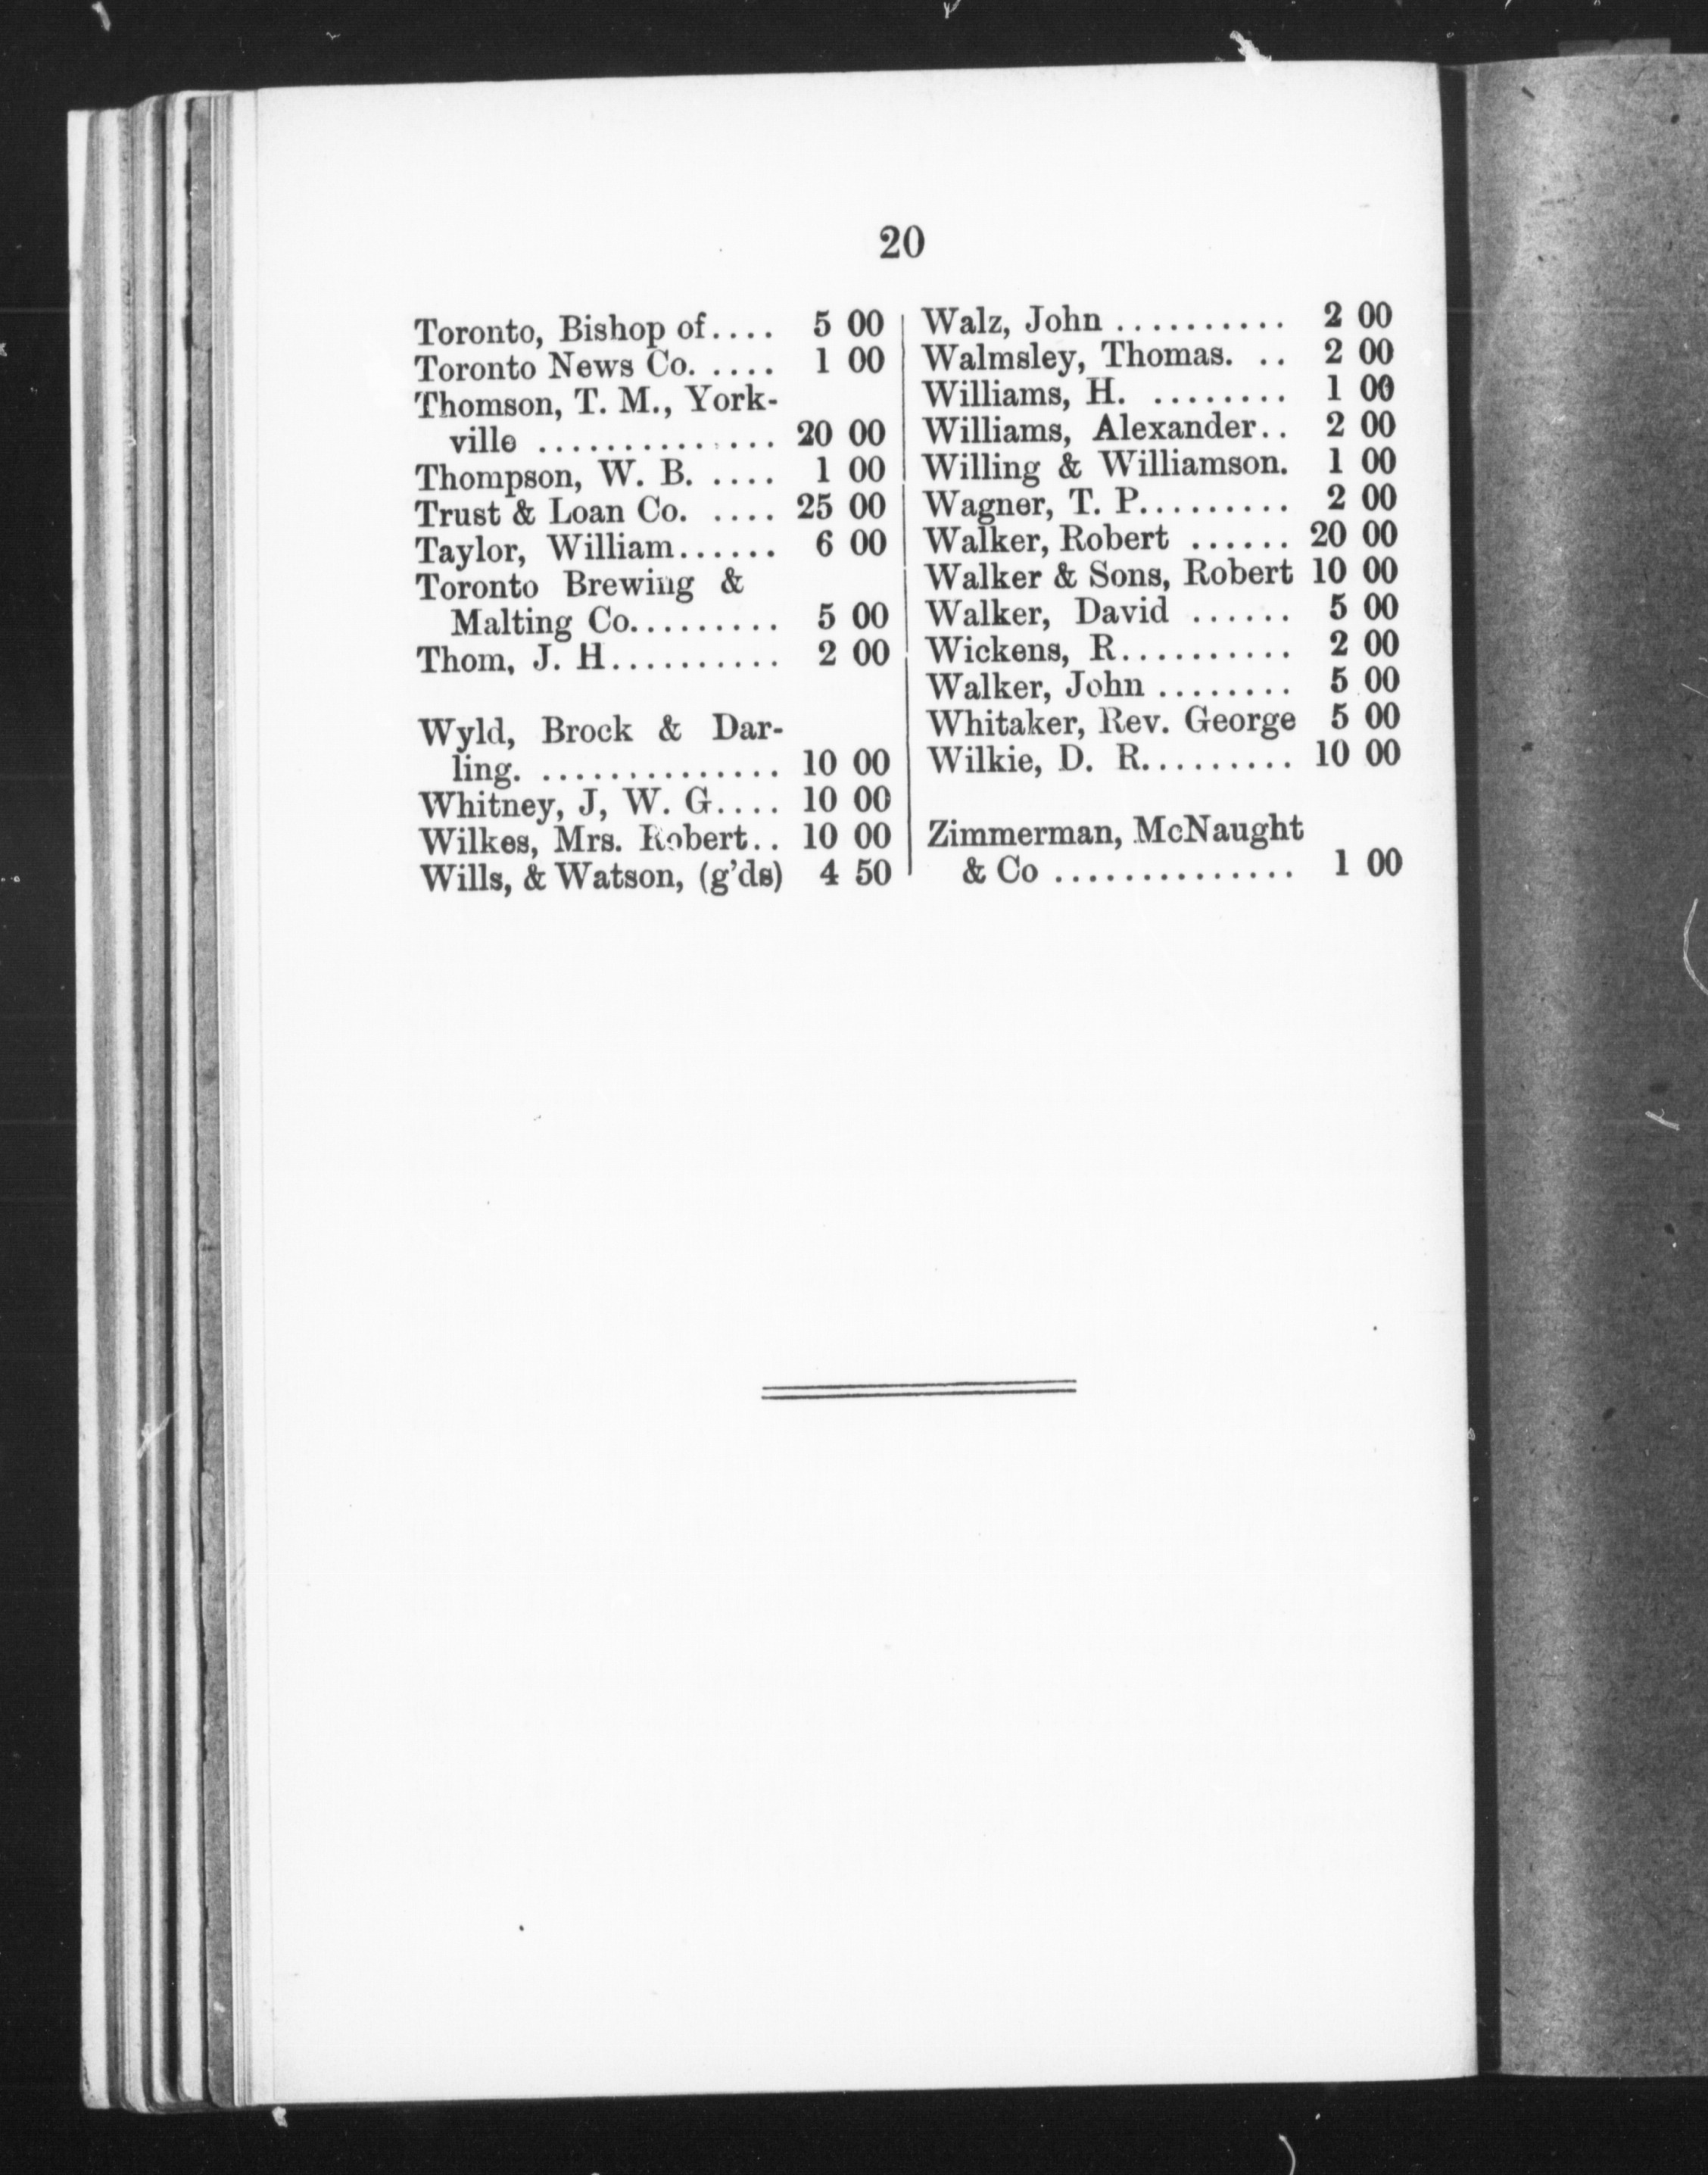 20
Toronto, Bishop of.... 5 00
Toronto News Co. .... 1 00
Thomson, T. M., York-
ville .............. 20 00
Thompson, W. B. .... 1 00
Trust & Loan Co. .... 25 00
Taylor, William...... 6 00
Toronto Brewing &
Malting Co......... 5 00
Thom, J. H.......... 2 00
Wyld, Brock & Dar-
ling. .............. 10 00
Whitney, J, W. G.... 10 00
Wilkes, Mrs. Robert.. 10 00
Wills, & Watson, (g'ds) 4 50
Walz, John .......... 2 00
Walmsley, Thomas. .. 2 00
Williams, H. ........ 1 00
Williams, Alexander.. 2 00
Willing & Williamson. 1 00
Wagner, T. P......... 2 00
Walker, Robert ...... 20 00
Walker & Sons, Robert 10 00
Walker, David ...... 5 00
Wickens, R.......... 2 00
Walker, John ........ 5 00
Whitaker, Rev. George 5 00
Wilkie, D. R......... 10 00
Zimmerman, McNaught
& Co .............. 1 00